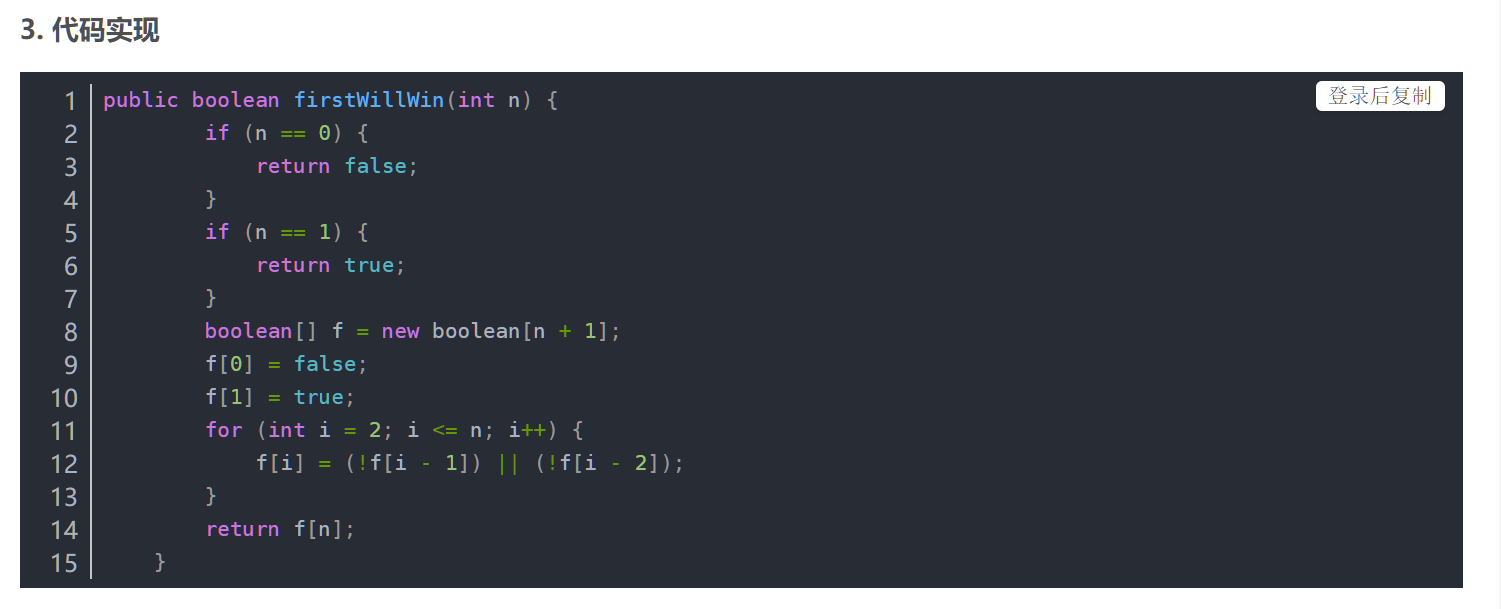 3. 代码实现
登录后复制
1 public boolean firstWillWin(int n) {
2         if (n == 0) {
3             return false;
4         }
5         if (n == 1) {
6             return true;
7         }
8         boolean[] f = new boolean[n + 1];
9         f[0] = false;
10         f[1] = true;
11         for (int i = 2; i <= n; i++) {
12             f[i] = (!f[i - 1]) || (!f[i - 2]);
13         }
14         return f[n];
15     }